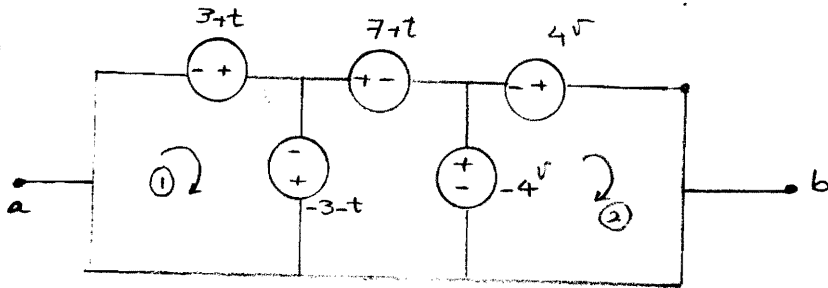 3+t
7+t
4v
- +
+ -
- +
-
+
-3-t
+
-
-4v
①
②
a
b